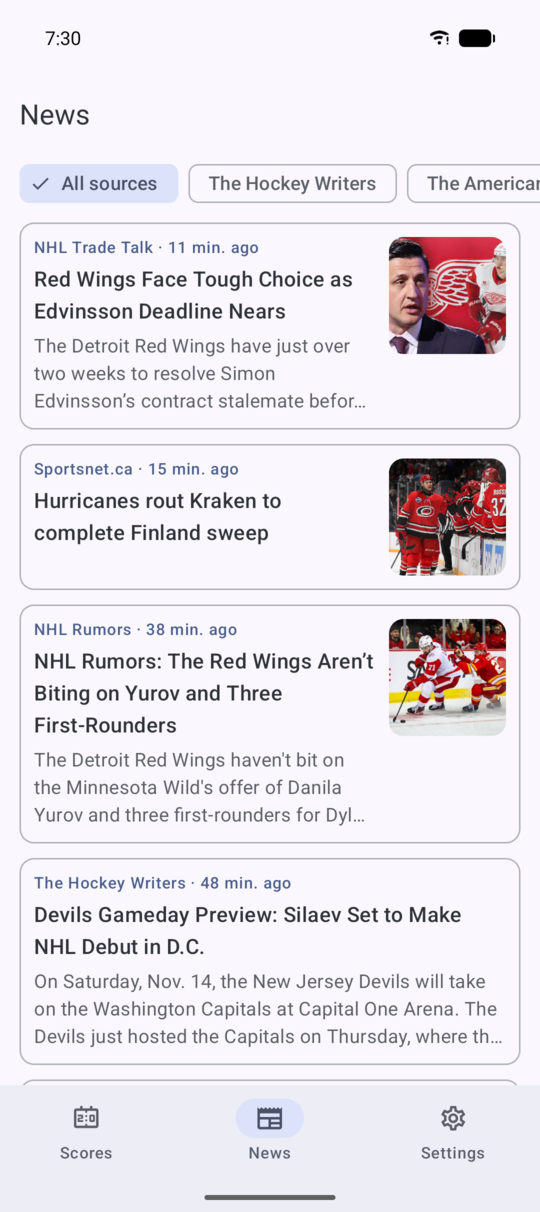 7:30
News
All sources
The Hockey Writers
The American
NHL Trade Talk · 11 min. ago
Red Wings Face Tough Choice as
Edvinsson Deadline Nears
The Detroit Red Wings have just over
two weeks to resolve Simon
Edvinsson’s contract stalemate befor…
Sportsnet.ca · 15 min. ago
Hurricanes rout Kraken to
complete Finland sweep
32
NHL Rumors · 38 min. ago
NHL Rumors: The Red Wings Aren’t
Biting on Yurov and Three
First-Rounders
The Detroit Red Wings haven't bit on
the Minnesota Wild's offer of Danila
Yurov and three first-rounders for Dyl…
The Hockey Writers · 48 min. ago
Devils Gameday Preview: Silaev Set to Make
NHL Debut in D.C.
On Saturday, Nov. 14, the New Jersey Devils will take
on the Washington Capitals at Capital One Arena. The
Devils just hosted the Capitals on Thursday, where th…
2:0
Scores
News
Settings